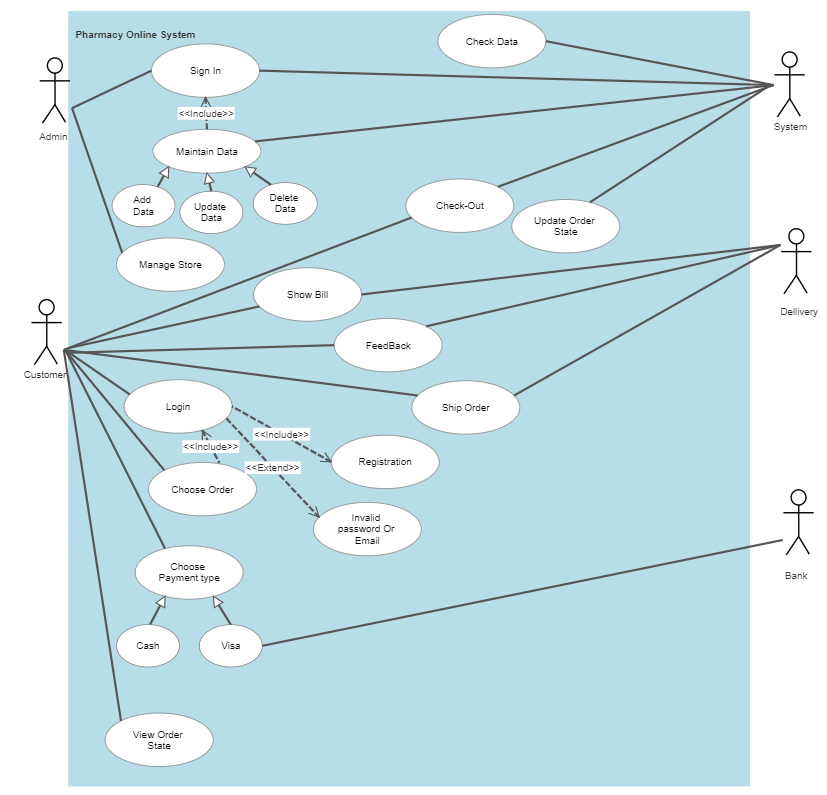 Pharmacy Online System
Check Data
Sign In
<<Include>>
Admin
System
Maintain Data
Add
Data
Update
Data
Delete
Data
Check-Out
Update Order
State
Manage Store
Show Bill
Dellivery
FeedBack
Customer
Login
Ship Order
<<Include>>
<<Include>>
<<Extend>>
Registration
Choose Order
Invalid
password Or
Email
Choose
Payment type
Bank
Cash
Visa
View Order
State